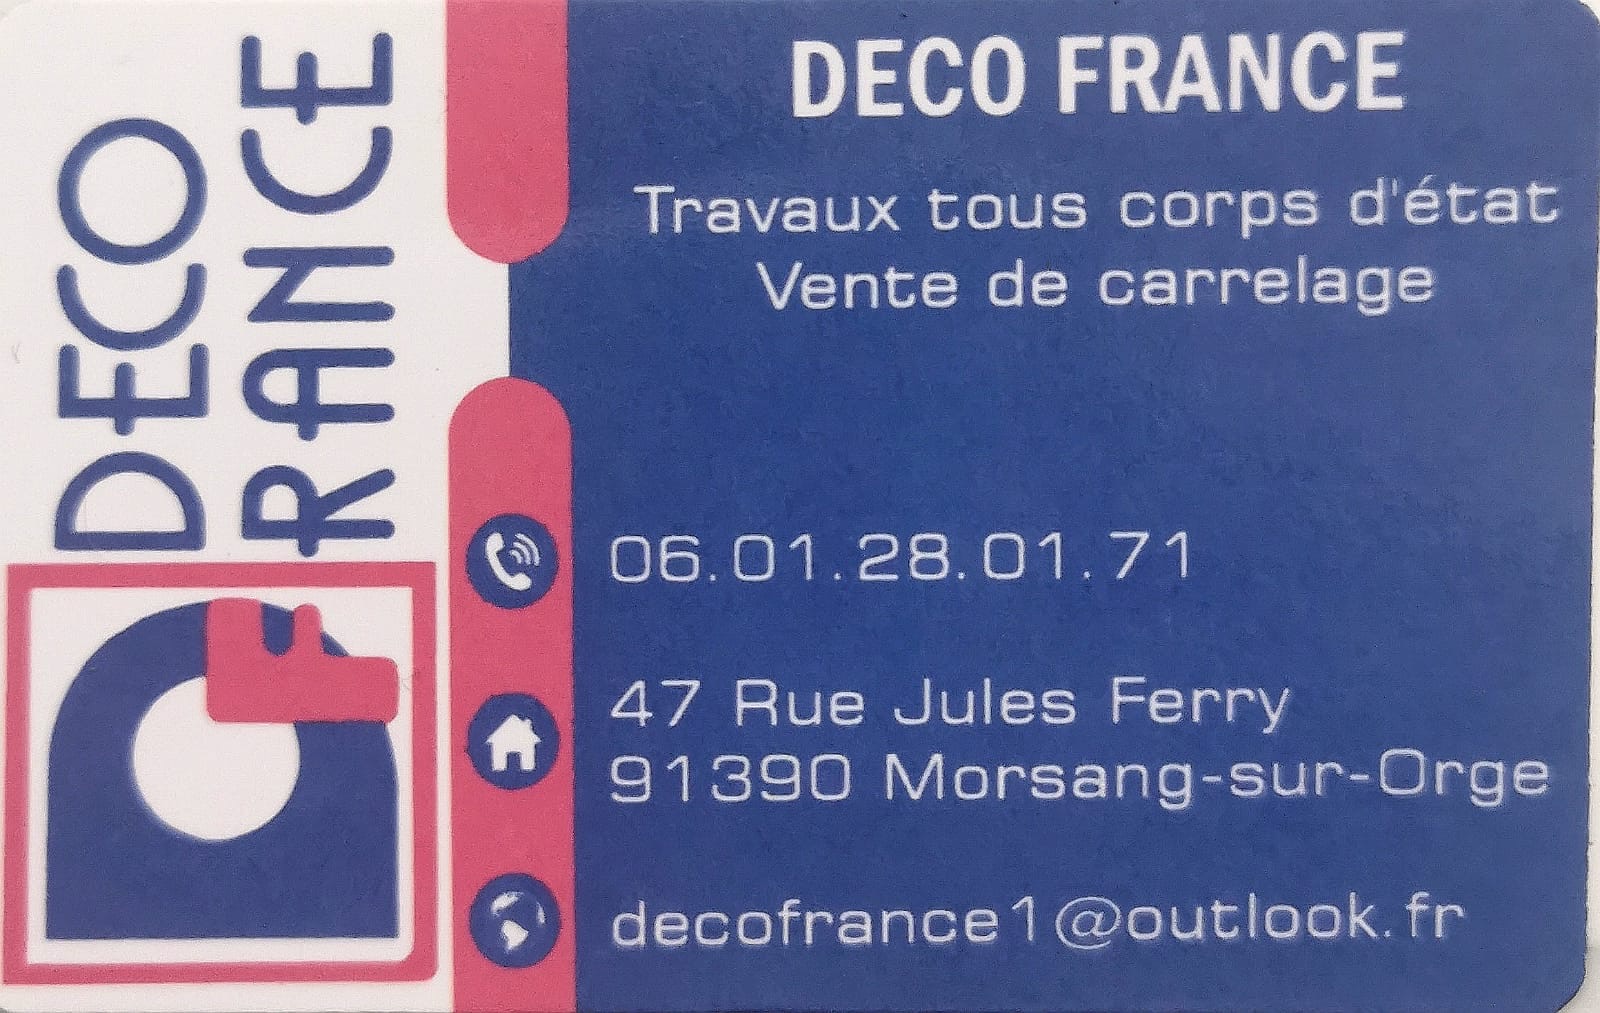 DECO
FRANCE
DECO FRANCE
Travaux tous corps d'état
Vente de carrelage
06.01.28.01.71
47 Rue Jules Ferry
91390 Morsang-sur-Orge
decofrance1@outlook.fr